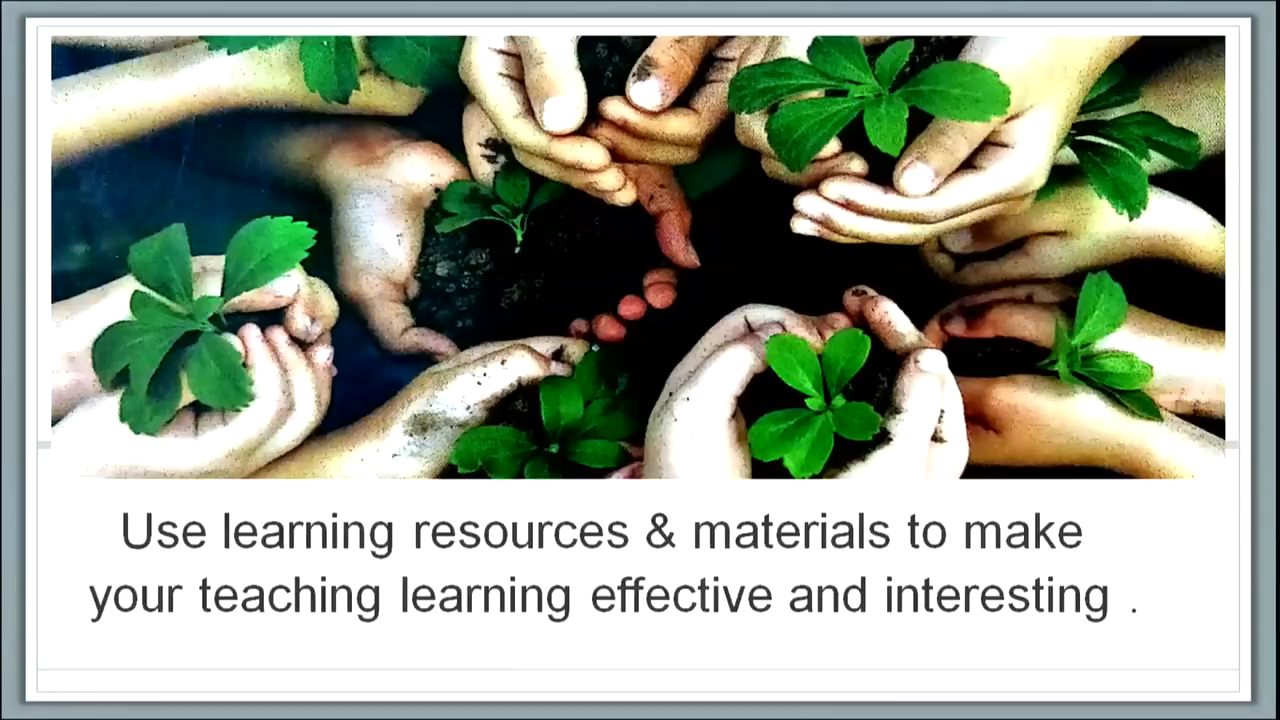 Use learning resources & materials to make
your teaching learning effective and interesting .